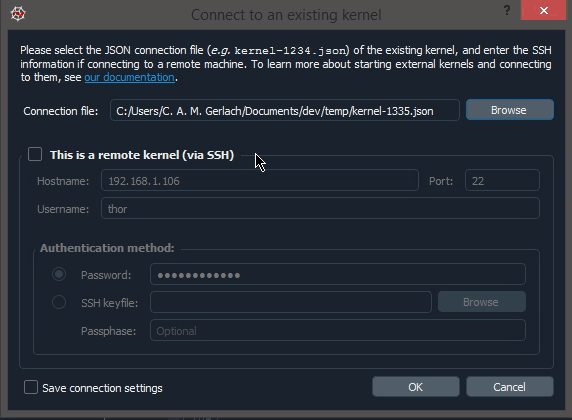 Connect to an existing kernel
? ×
Please select the JSON connection file (e.g. kernel-1234.json) of the existing kernel, and enter the SSH
information if connecting to a remote machine. To learn more about starting external kernels and connecting
to them, see our documentation.
Connection file: C:/Users/C. A. M. Gerlach/Documents/dev/temp/kernel-1335.json Browse
This is a remote kernel (via SSH)
Hostname: 192.168.1.106 Port: 22
Username: thor
Authentication method:
Password: ●●●●●●●●●●●●
SSH keyfile: Browse
Passphase: Optional
Save connection settings OK Cancel